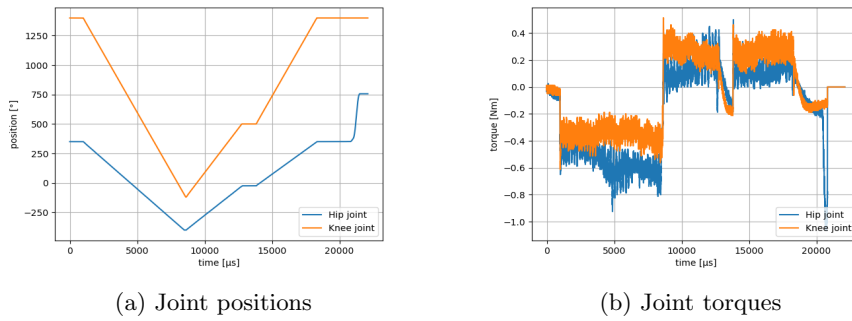 1250
1000
750
500
250
0
−250
position [°]
0
5000
10000
15000
20000
time [µs]
Hip joint
Knee joint
(a) Joint positions
0.4
0.2
0.0
−0.2
−0.4
−0.6
−0.8
−1.0
torque [Nm]
0
5000
10000
15000
20000
time [µs]
Hip joint
Knee joint
(b) Joint torques